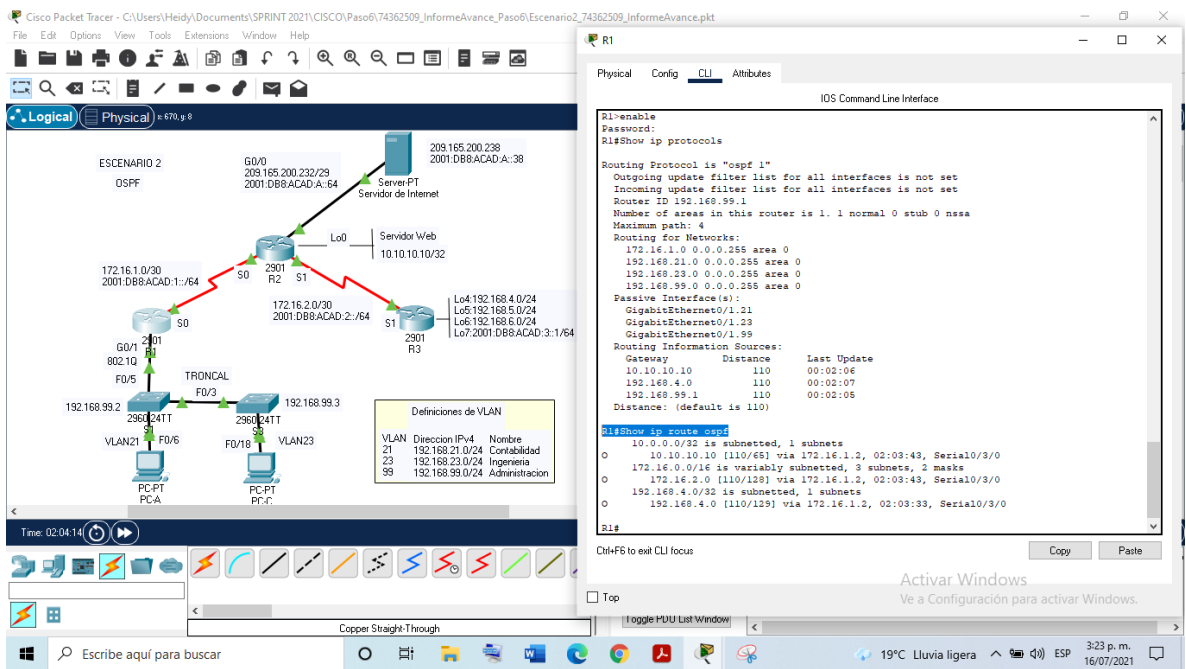 Cisco Packet Tracer - C:\Users\Heidy\Documents\SPRINT 2021\CISCO\Paso6\74362509_InformeAvance_Paso6\Escenario2_74362509_InformeAvance.pkt
File Edit Options View Tools Extensions Window Help
Logical Physical x: 670, y: 8
ESCENARIO 2
OSPF
G0/0
209.165.200.232/29
2001:DB8:ACAD:A::64
209.165.200.238
2001:DB8:ACAD:A::38
Server-PT
Servidor de Internet
Lo0
Servidor Web
10.10.10.10/32
2901
R2
S0
S1
172.16.1.0/30
2001:DB8:ACAD:1::/64
172.16.2.0/30
2001:DB8:ACAD:2::/64
Lo4:192.168.4.0/24
Lo5:192.168.5.0/24
Lo6:192.168.6.0/24
Lo7:2001:DB8:ACAD:3::1/64
S0
S1
2901
R3
2901
R1
G0/1
802.1Q
F0/5
TRONCAL
F0/3
192.168.99.2
192.168.99.3
2960-24TT
S1
2960-24TT
S3
VLAN21
F0/6
F0/18
VLAN23
PC-PT
PC-A
PC-PT
PC-C
Definiciones de VLAN
VLAN Direccion IPv4 Nombre
21 192.168.21.0/24 Contabilidad
23 192.168.23.0/24 Ingenieria
99 192.168.99.0/24 Administracion
Time: 02:04:14
Copper Straight-Through
R1
Physical Config CLI Attributes
IOS Command Line Interface
R1>enable
Password:
R1#Show ip protocols
Routing Protocol is "ospf 1"
Outgoing update filter list for all interfaces is not set
Incoming update filter list for all interfaces is not set
Router ID 192.168.99.1
Number of areas in this router is 1. 1 normal 0 stub 0 nssa
Maximum path: 4
Routing for Networks:
172.16.1.0 0.0.0.255 area 0
192.168.21.0 0.0.0.255 area 0
192.168.23.0 0.0.0.255 area 0
192.168.99.0 0.0.0.255 area 0
Passive Interface(s):
GigabitEthernet0/1.21
GigabitEthernet0/1.23
GigabitEthernet0/1.99
Routing Information Sources:
Gateway Distance Last Update
10.10.10.10 110 00:02:06
192.168.4.0 110 00:02:07
192.168.99.1 110 00:02:05
Distance: (default is 110)
R1#Show ip route ospf
10.0.0.0/32 is subnetted, 1 subnets
O 10.10.10.10 [110/65] via 172.16.1.2, 02:03:43, Serial0/3/0
172.16.0.0/16 is variably subnetted, 3 subnets, 2 masks
O 172.16.2.0 [110/128] via 172.16.1.2, 02:03:43, Serial0/3/0
192.168.4.0/32 is subnetted, 1 subnets
O 192.168.4.0 [110/129] via 172.16.1.2, 02:03:33, Serial0/3/0
R1#
Ctrl+F6 to exit CLI focus
Copy Paste
Top
Activar Windows
Ve a Configuración para activar Windows.
Toggle PDU List Window
Escribe aquí para buscar
19°C Lluvia ligera
ESP
3:23 p. m.
16/07/2021